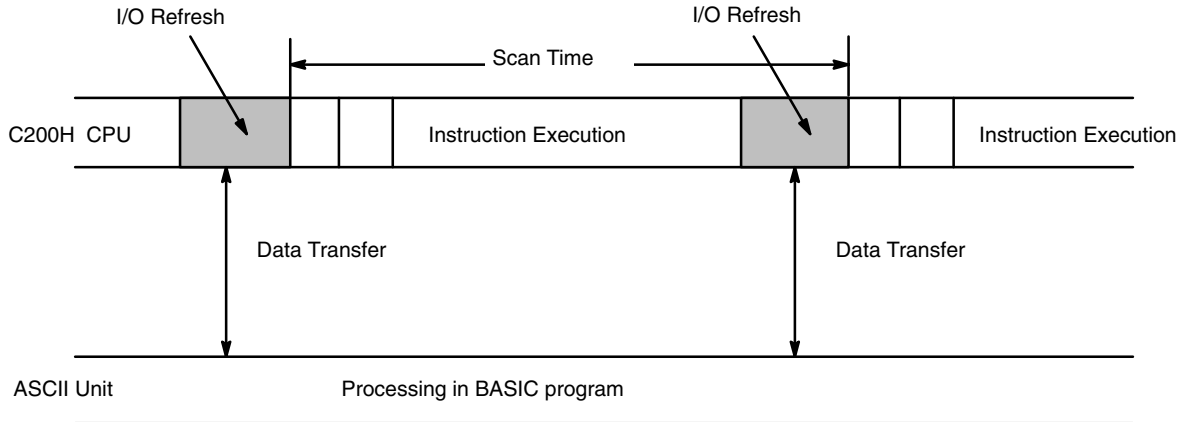 I/O Refresh
I/O Refresh
Scan Time
C200H CPU
Instruction Execution
Instruction Execution
Data Transfer
Data Transfer
ASCII Unit
Processing in BASIC program